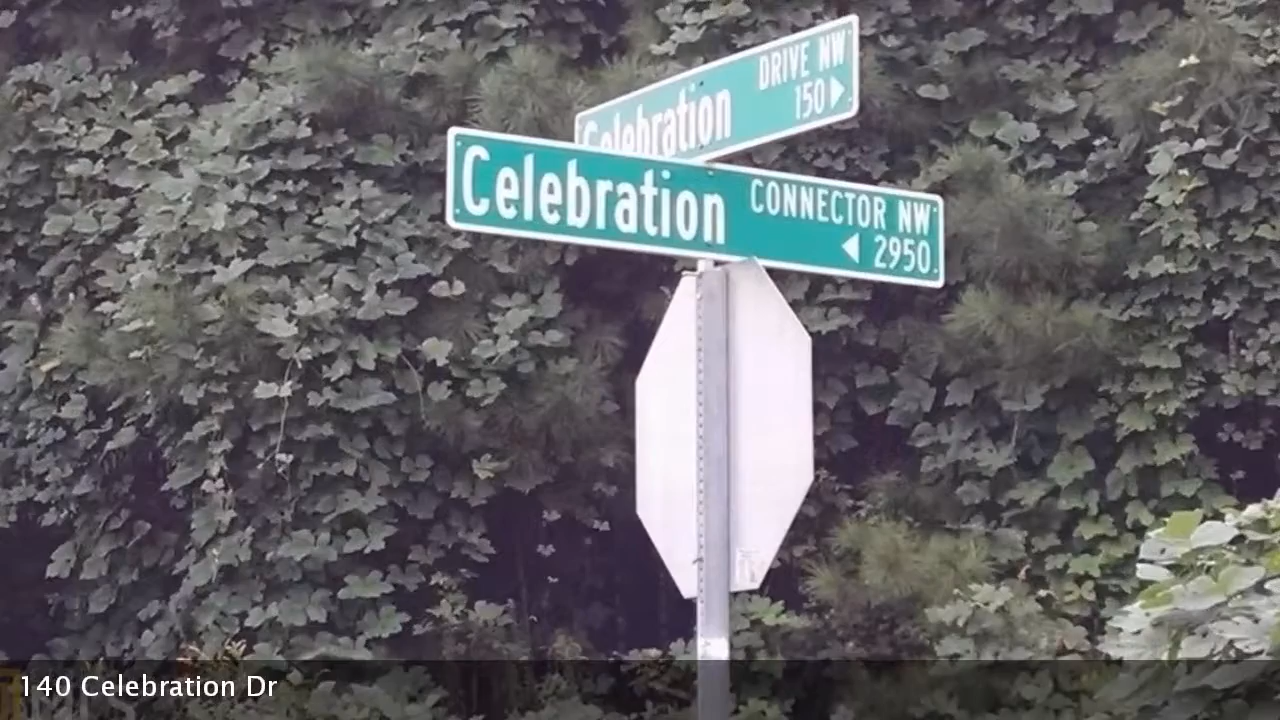 Celebration DRIVE NW
150
Celebration CONNECTOR NW
2950
140 Celebration Dr